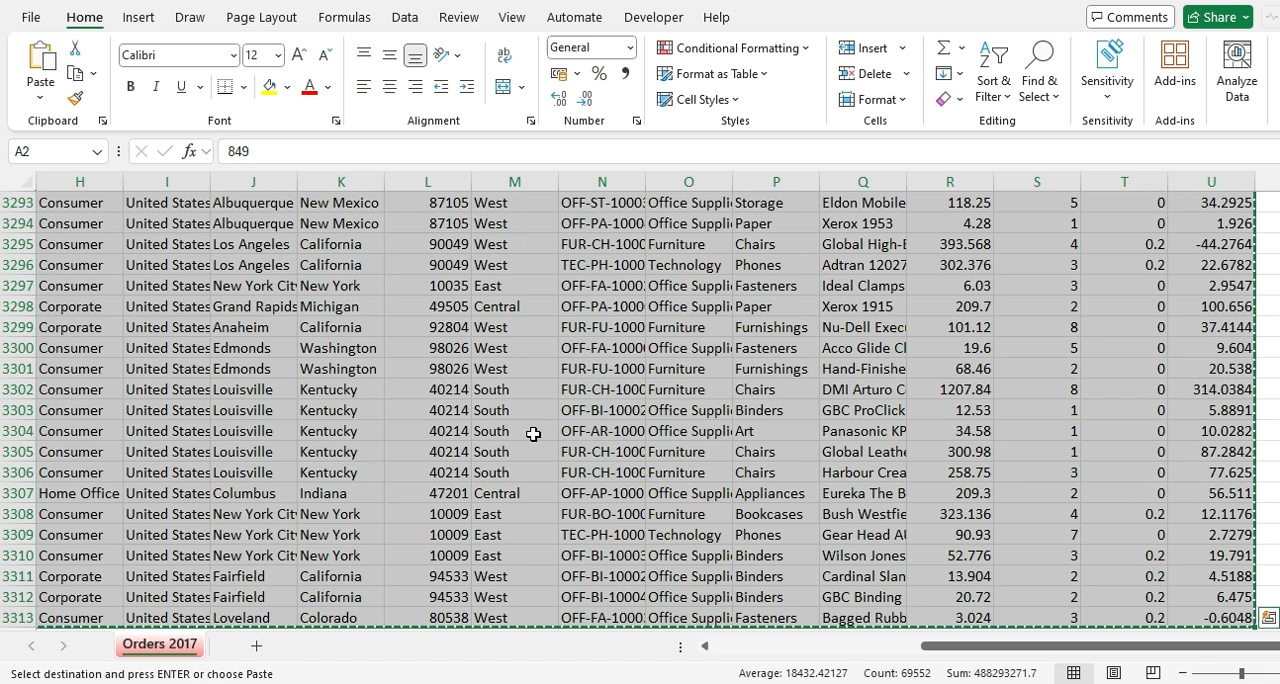 File Home Insert Draw Page Layout Formulas Data Review View Automate Developer Help Comments Share
Paste Calibri 12 General Conditional Formatting Insert Sort & Find & Sensitivity Add-ins Analyze
B I U A % Format as Table Delete Filter Select Data
Cell Styles Format
Clipboard Font Alignment Number Styles Cells Editing Sensitivity Add-ins
A2 fx 849
H I J K L M N O P Q R S T U
3293 Consumer United States Albuquerque New Mexico 87105 West OFF-ST-1000 Office Suppli Storage Eldon Mobile 118.25 5 0 34.2925
3294 Consumer United States Albuquerque New Mexico 87105 West OFF-PA-1000 Office Suppli Paper Xerox 1953 4.28 1 0 1.926
3295 Consumer United States Los Angeles California 90049 West FUR-CH-1000 Furniture Chairs Global High-B 393.568 4 0.2 -44.2764
3296 Consumer United States Los Angeles California 90049 West TEC-PH-1000 Technology Phones Adtran 12027 302.376 3 0.2 22.6782
3297 Consumer United States New York Cit New York 10035 East OFF-FA-1000 Office Suppli Fasteners Ideal Clamps 6.03 3 0 2.9547
3298 Corporate United States Grand Rapids Michigan 49505 Central OFF-PA-1000 Office Suppli Paper Xerox 1915 209.7 2 0 100.656
3299 Corporate United States Anaheim California 92804 West FUR-FU-1000 Furniture Furnishings Nu-Dell Execu 101.12 8 0 37.4144
3300 Consumer United States Edmonds Washington 98026 West OFF-FA-1000 Office Suppli Fasteners Acco Glide Cl 19.6 5 0 9.604
3301 Consumer United States Edmonds Washington 98026 West FUR-FU-1000 Furniture Furnishings Hand-Finishe 68.46 2 0 20.538
3302 Consumer United States Louisville Kentucky 40214 South FUR-CH-1000 Furniture Chairs DMI Arturo C 1207.84 8 0 314.0384
3303 Consumer United States Louisville Kentucky 40214 South OFF-BI-10002 Office Suppli Binders GBC ProClick 12.53 1 0 5.8891
3304 Consumer United States Louisville Kentucky 40214 South OFF-AR-1000 Office Suppli Art Panasonic KP 34.58 1 0 10.0282
3305 Consumer United States Louisville Kentucky 40214 South FUR-CH-1000 Furniture Chairs Global Leathe 300.98 1 0 87.2842
3306 Consumer United States Louisville Kentucky 40214 South FUR-CH-1000 Furniture Chairs Harbour Crea 258.75 3 0 77.625
3307 Home Office United States Columbus Indiana 47201 Central OFF-AP-1000 Office Suppli Appliances Eureka The B 209.3 2 0 56.511
3308 Consumer United States New York Cit New York 10009 East FUR-BO-1000 Furniture Bookcases Bush Westfie 323.136 4 0.2 12.1176
3309 Consumer United States New York Cit New York 10009 East TEC-PH-1000 Technology Phones Gear Head AU 90.93 7 0 2.7279
3310 Consumer United States New York Cit New York 10009 East OFF-BI-10003 Office Suppli Binders Wilson Jones 52.776 3 0.2 19.791
3311 Corporate United States Fairfield California 94533 West OFF-BI-10002 Office Suppli Binders Cardinal Slan 13.904 2 0.2 4.5188
3312 Corporate United States Fairfield California 94533 West OFF-BI-10004 Office Suppli Binders GBC Binding 20.72 2 0.2 6.475
3313 Consumer United States Loveland Colorado 80538 West OFF-FA-1000 Office Suppli Fasteners Bagged Rubb 3.024 3 0.2 -0.6048
Orders 2017
Select destination and press ENTER or choose Paste Average: 18432.42127 Count: 69552 Sum: 488293271.7